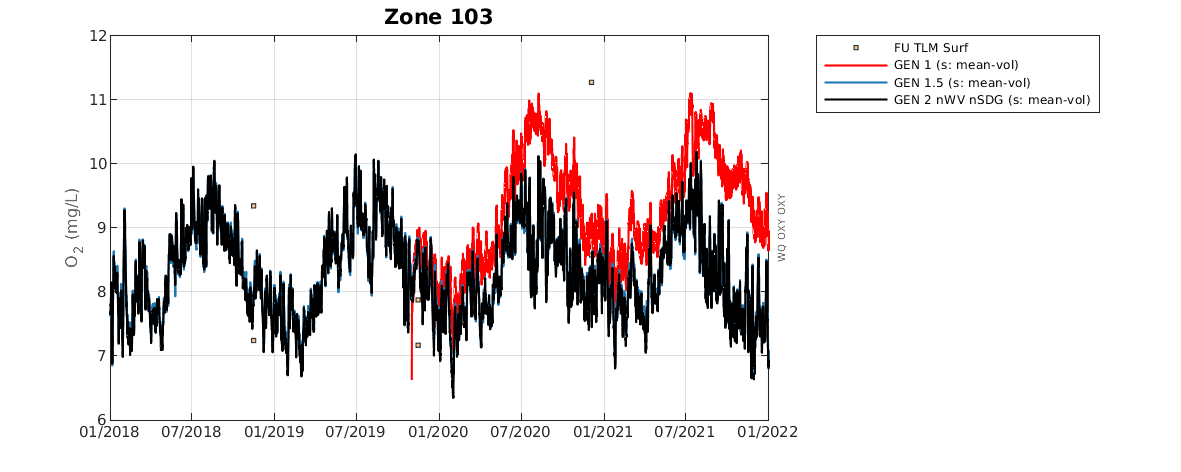 Zone 103
12
11
10
9
8
7
6
O2 (mg/L)
01/2018
07/2018
01/2019
07/2019
01/2020
07/2020
01/2021
07/2021
01/2022
WQ OXY OXY
FU TLM Surf
GEN 1 (s: mean-vol)
GEN 1.5 (s: mean-vol)
GEN 2 nWV nSDG (s: mean-vol)